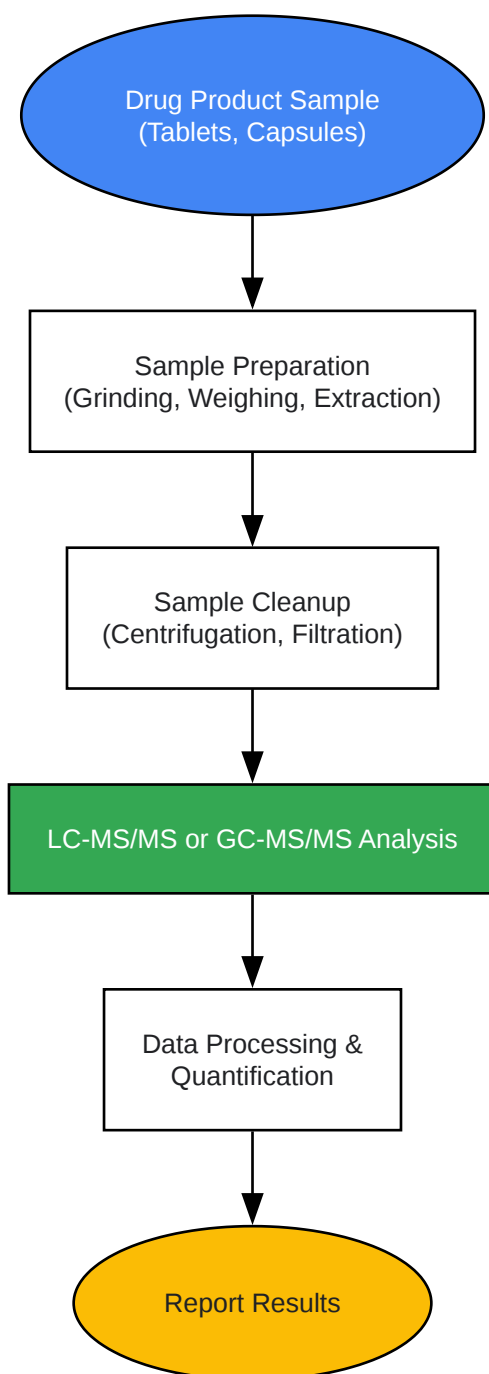 Drug Product Sample
(Tablets, Capsules)
Sample Preparation
(Grinding, Weighing, Extraction)
Sample Cleanup
(Centrifugation, Filtration)
LC-MS/MS or GC-MS/MS Analysis
Data Processing &
Quantification
Report Results